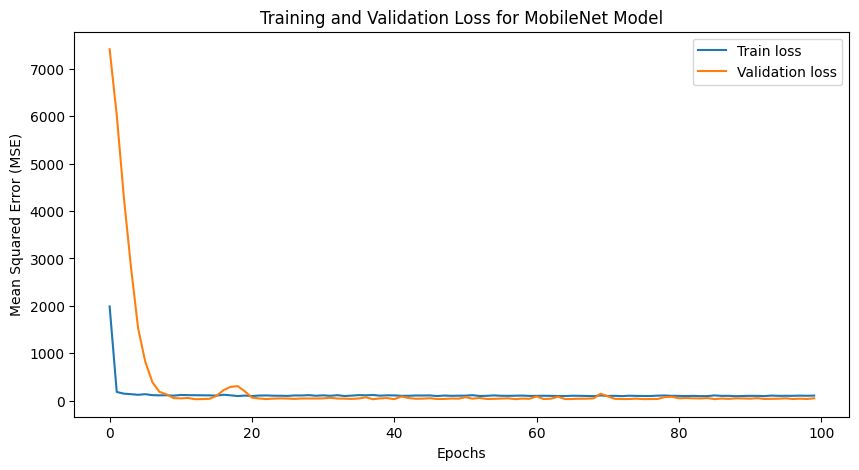 Training and Validation Loss for MobileNet Model
Train loss
Validation loss
Mean Squared Error (MSE)
7000
6000
5000
4000
3000
2000
1000
0
0
20
40
60
80
100
Epochs